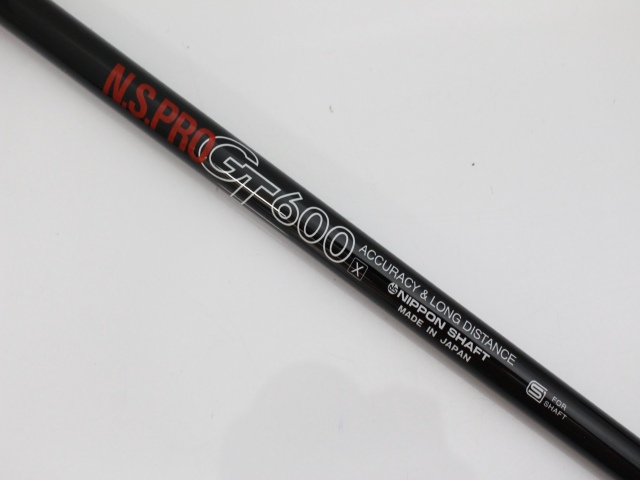 N.S.PRO GT600 X
ACCURACY & LONG DISTANCE
NIPPON SHAFT
MADE IN JAPAN
S FOR
SHAFT